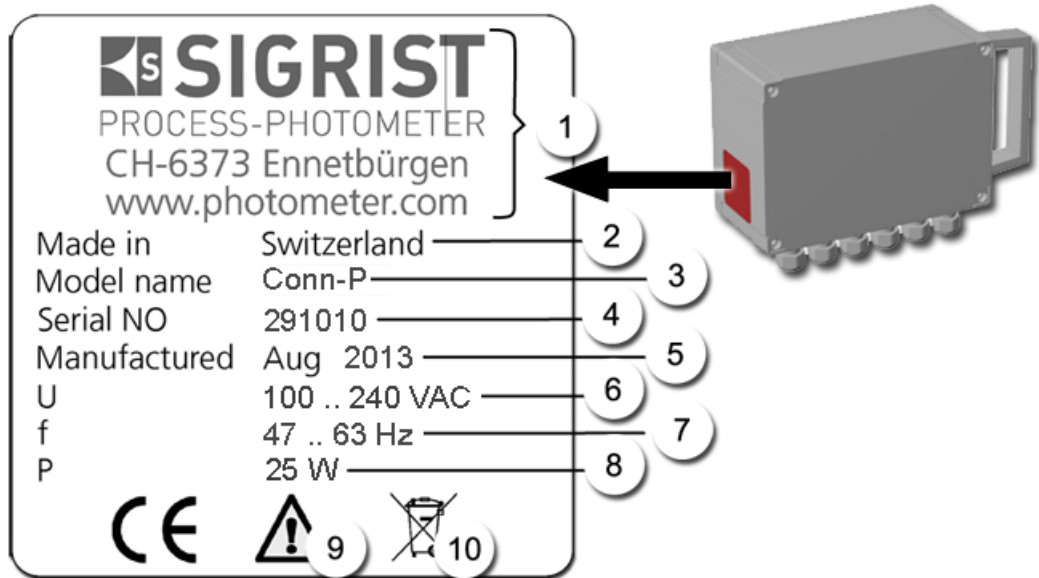 S SIGRIST
PROCESS-PHOTOMETER
CH-6373 Ennetbürgen
www.photometer.com
1
Made in Switzerland 2
Model name Conn-P 3
Serial NO 291010 4
Manufactured Aug 2013 5
U 100 .. 240 VAC 6
f 47 .. 63 Hz 7
P 25 W 8
CE 9 10